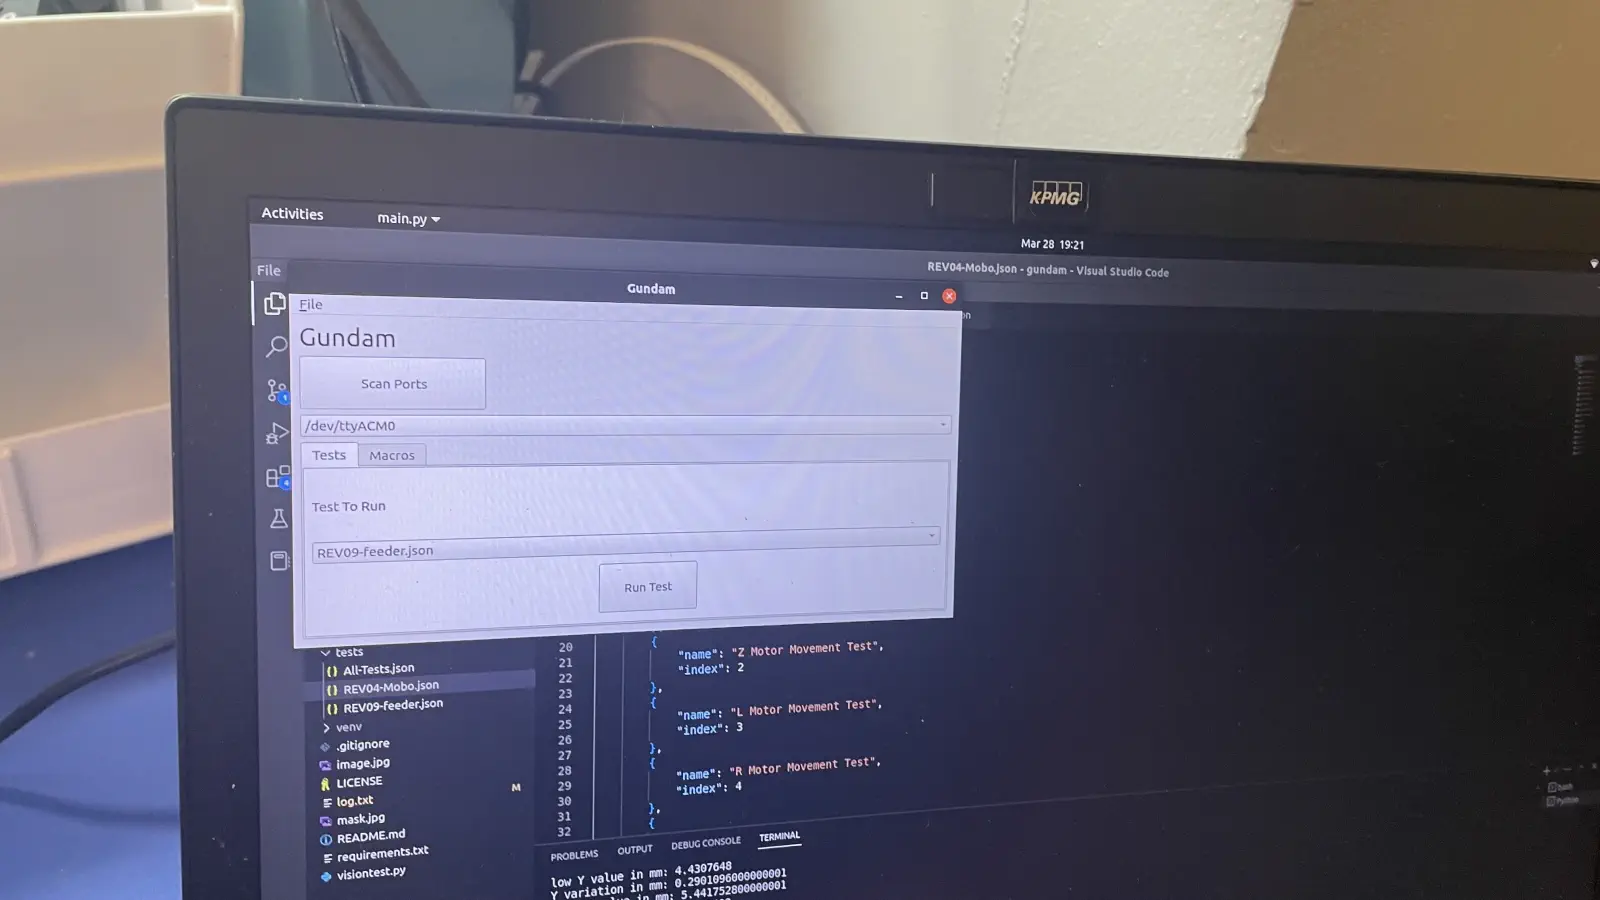 KPMG
Activities
main.py
Mar 28 19:21
REV04-Mobo.json - gundam - Visual Studio Code
File
Gundam
File
Gundam
Scan Ports
/dev/ttyACM0
Tests
Macros
Test To Run
REV09-feeder.json
Run Test
1
4
tests
All-Tests.json
REV04-Mobo.json
REV09-feeder.json
venv
.gitignore
image.jpg
LICENSE
log.txt
M
mask.jpg
README.md
requirements.txt
visiontest.py
20 {
21 "name": "Z Motor Movement Test",
22 "index": 2
23 },
24 {
25 "name": "L Motor Movement Test",
26 "index": 3
27 },
28 {
29 "name": "R Motor Movement Test",
30 "index": 4
31 },
32 {
PROBLEMS
OUTPUT
DEBUG CONSOLE
TERMINAL
bash
Python
low Y value in mm: 4.4307648
Y variation in mm: 0.2901096000000001
in mm: 5.441752800000001